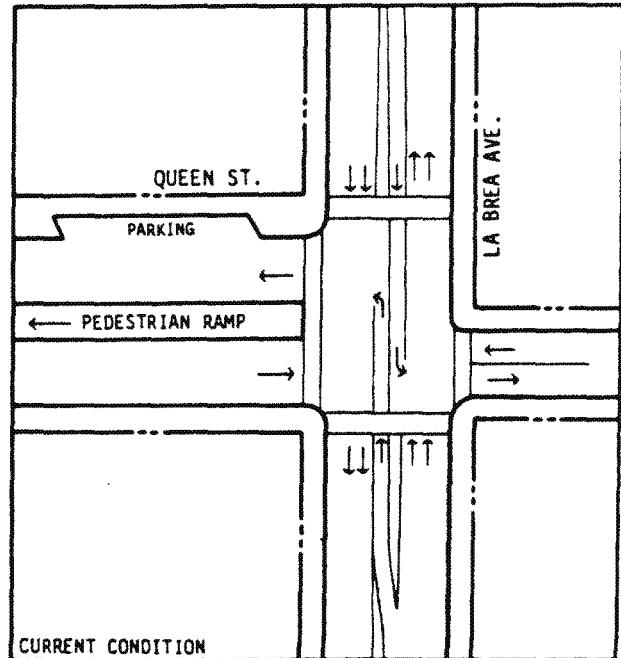 QUEEN ST.
LA BREA AVE.
PARKING
PEDESTRIAN RAMP
CURRENT CONDITION